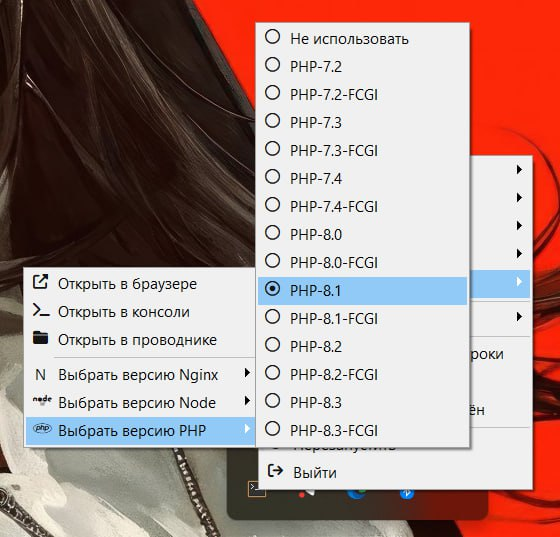 Не использовать
PHP-7.2
PHP-7.2-FCGI
PHP-7.3
PHP-7.3-FCGI
PHP-7.4
PHP-7.4-FCGI
PHP-8.0
PHP-8.0-FCGI
PHP-8.1
PHP-8.1-FCGI
PHP-8.2
PHP-8.2-FCGI
PHP-8.3
PHP-8.3-FCGI
Открыть в браузере
Открыть в консоли
Открыть в проводнике
N Выбрать версию Nginx
node Выбрать версию Node
php Выбрать версию PHP
Перезапустить
Выйти